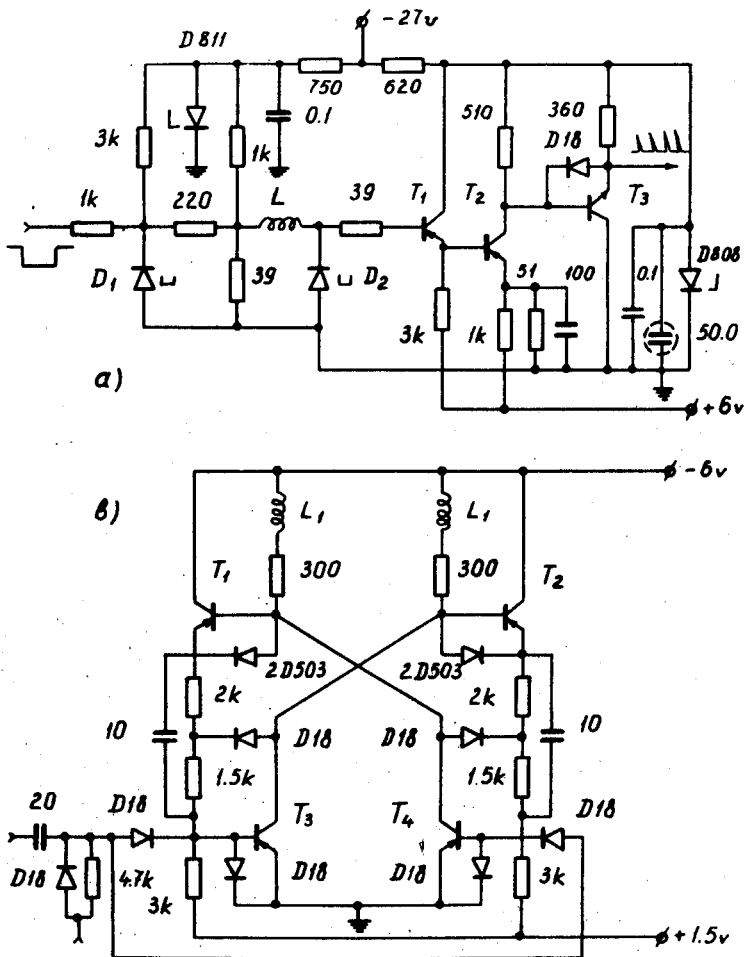 -27v
D811
750
620
3k
L
1k
0.1
510
360
D18
1k
220
L
39
T1
T2
T3
D1
39
D2
3k
1k
51
100
0.1
D808
50.0
а)
+6v
-6v
в)
L1
L1
300
300
T1
T2
2D503
2D503
2k
2k
10
D18
D18
10
1.5k
1.5k
20
D18
T3
T4
D18
D18
4.7k
3k
D18
D18
3k
+1.5v